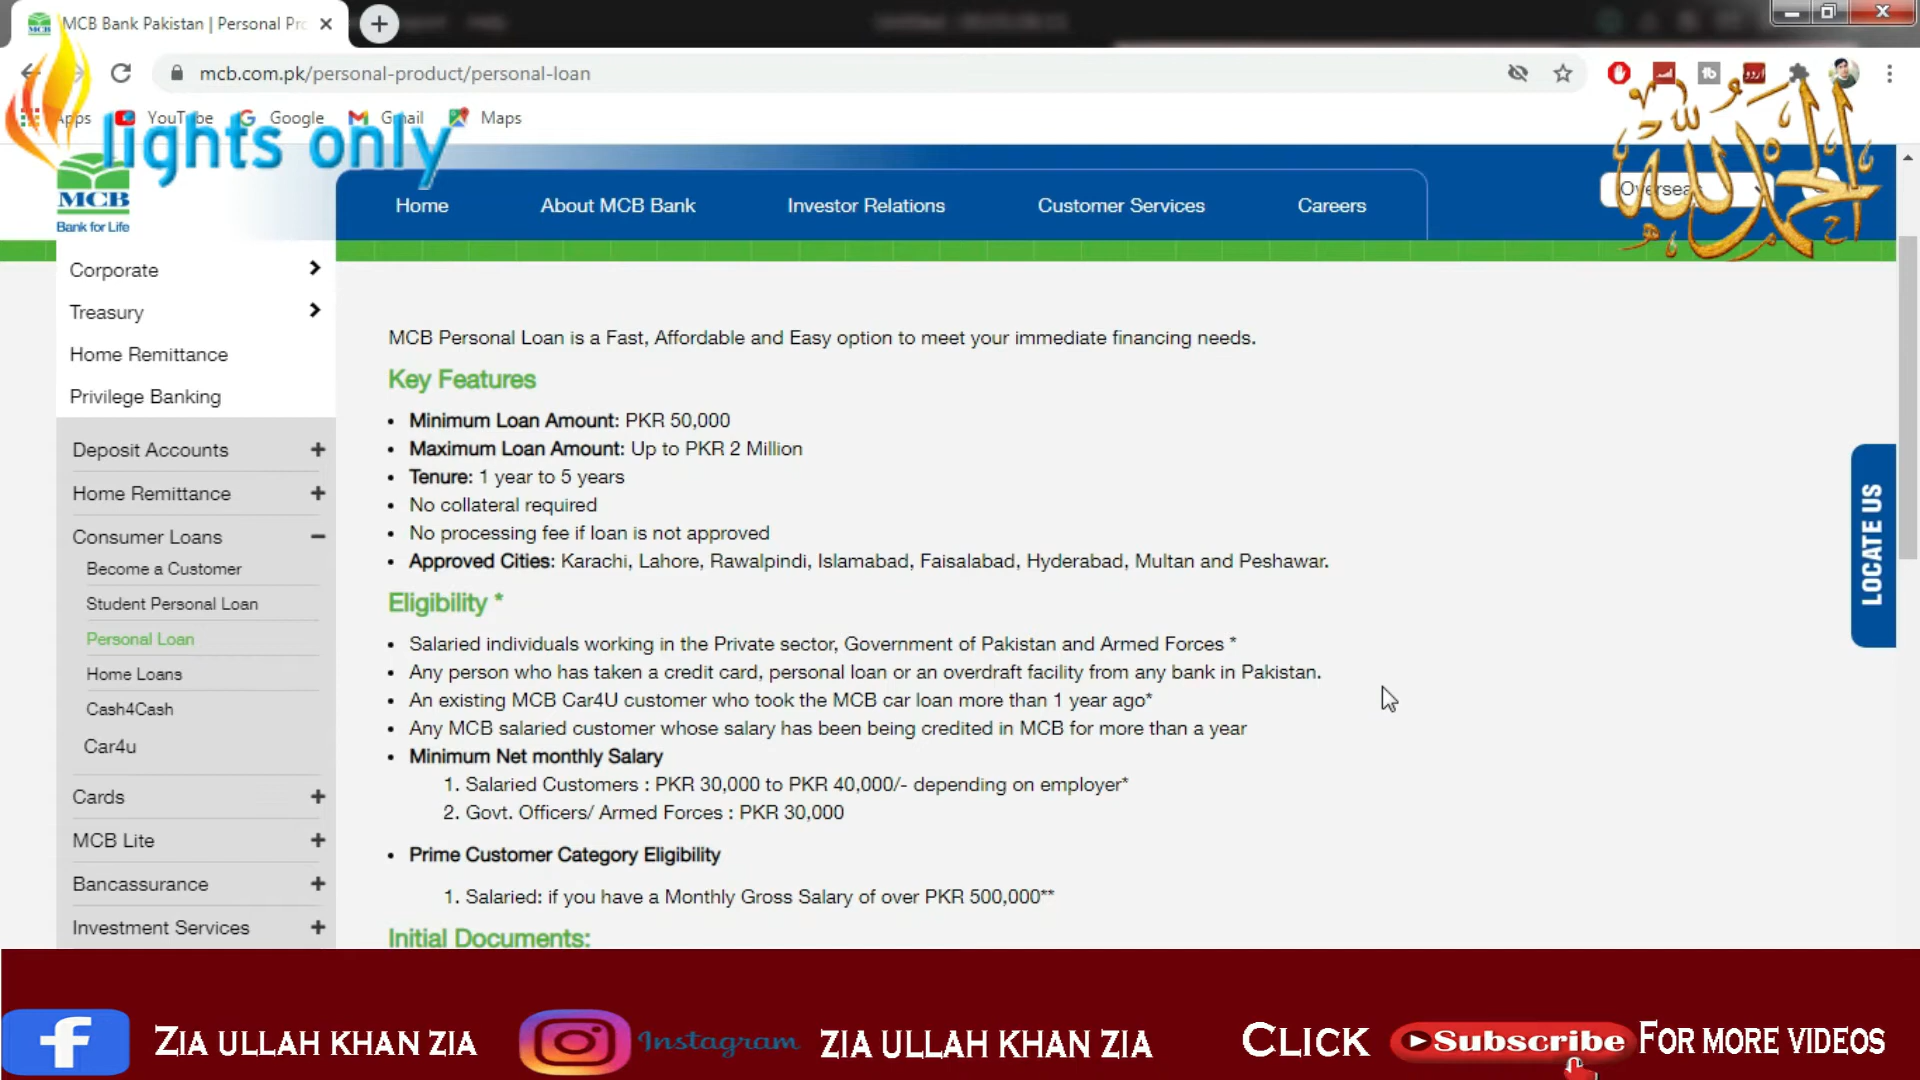 MCB Bank Pakistan | Personal Pro
mcb.com.pk/personal-product/personal-loan
Apps YouTube Google Gmail Maps
lights only
MCB
Bank for Life
Home About MCB Bank Investor Relations Customer Services Careers
Overseas
الحمدلله
Corporate
Treasury
Home Remittance
Privilege Banking
Deposit Accounts
Home Remittance
Consumer Loans
Become a Customer
Student Personal Loan
Personal Loan
Home Loans
Cash4Cash
Car4u
Cards
MCB Lite
Bancassurance
Investment Services
MCB Personal Loan is a Fast, Affordable and Easy option to meet your immediate financing needs.
Key Features
• Minimum Loan Amount: PKR 50,000
• Maximum Loan Amount: Up to PKR 2 Million
• Tenure: 1 year to 5 years
• No collateral required
• No processing fee if loan is not approved
• Approved Cities: Karachi, Lahore, Rawalpindi, Islamabad, Faisalabad, Hyderabad, Multan and Peshawar.
Eligibility *
• Salaried individuals working in the Private sector, Government of Pakistan and Armed Forces *
• Any person who has taken a credit card, personal loan or an overdraft facility from any bank in Pakistan.
• An existing MCB Car4U customer who took the MCB car loan more than 1 year ago*
• Any MCB salaried customer whose salary has been being credited in MCB for more than a year
• Minimum Net monthly Salary
1. Salaried Customers : PKR 30,000 to PKR 40,000/- depending on employer*
2. Govt. Officers/ Armed Forces : PKR 30,000
• Prime Customer Category Eligibility
1. Salaried: if you have a Monthly Gross Salary of over PKR 500,000**
Initial Documents:
LOCATE US
ZIA ULLAH KHAN ZIA Instagram ZIA ULLAH KHAN ZIA CLICK Subscribe FOR MORE VIDEOS